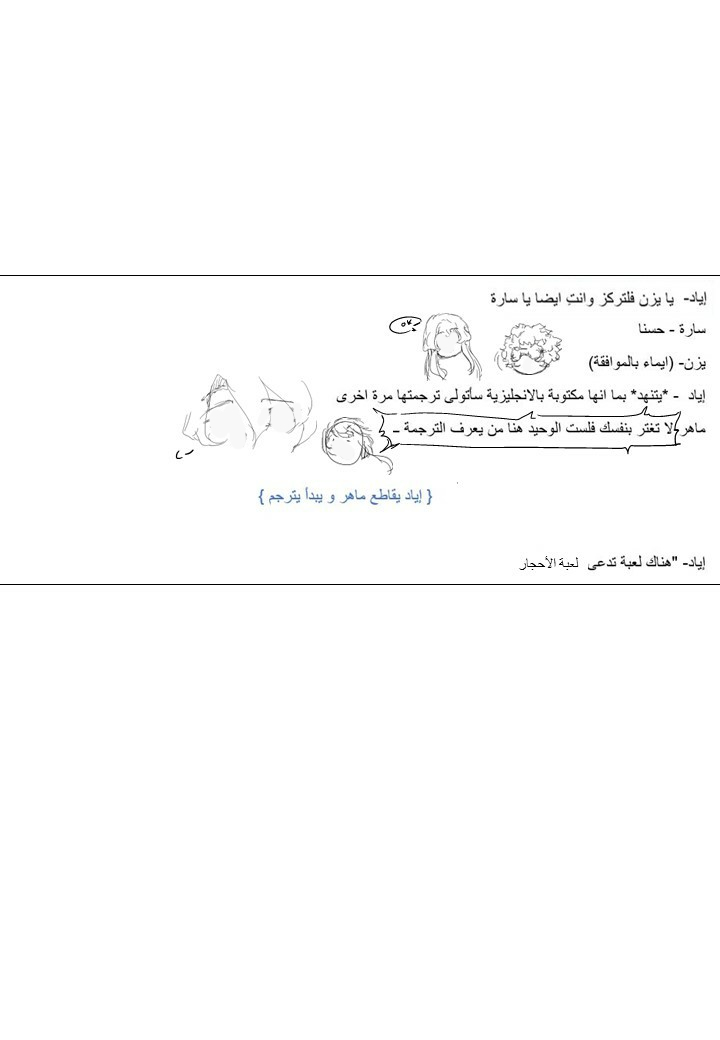 إياد- يا يزن فلتركز وانتِ ايضا يا سارة
سارة - حسنا
OK
يزن- (ايماء بالموافقة)
إياد - *يتنهد* بما انها مكتوبة بالانجليزية سأتولى ترجمتها مرة اخرى
ماهر لا تغتر بنفسك فلست الوحيد هنا من يعرف الترجمة -
{ إياد يقاطع ماهر و يبدأ يترجم }
إياد- "هناك لعبة تدعى لعبة الأحجار